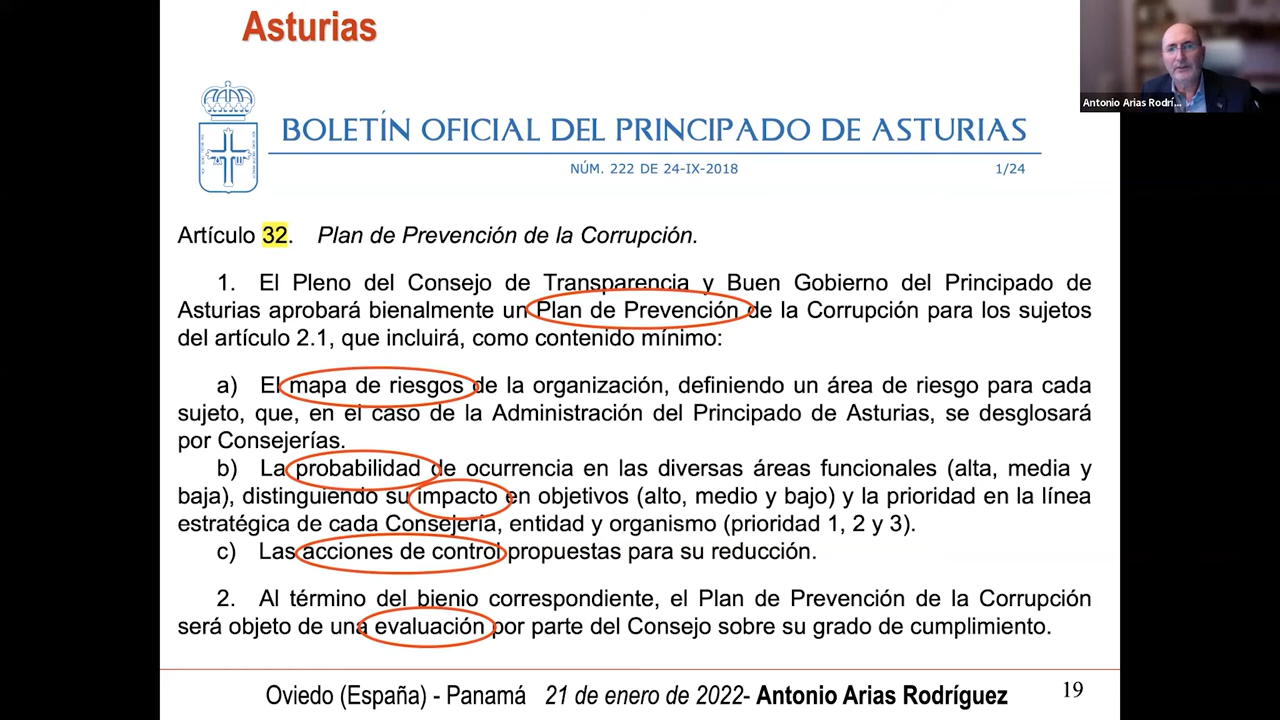 Asturias
Antonio Arias Rodrí...
BOLETÍN OFICIAL DEL PRINCIPADO DE ASTURIAS
NÚM. 222 DE 24-IX-2018 1/24
Artículo 32. Plan de Prevención de la Corrupción.
1. El Pleno del Consejo de Transparencia y Buen Gobierno del Principado de
Asturias aprobará bienalmente un Plan de Prevención de la Corrupción para los sujetos
del artículo 2.1, que incluirá, como contenido mínimo:
a) El mapa de riesgos de la organización, definiendo un área de riesgo para cada
sujeto, que, en el caso de la Administración del Principado de Asturias, se desglosará
por Consejerías.
b) La probabilidad de ocurrencia en las diversas áreas funcionales (alta, media y
baja), distinguiendo su impacto en objetivos (alto, medio y bajo) y la prioridad en la línea
estratégica de cada Consejería, entidad y organismo (prioridad 1, 2 y 3).
c) Las acciones de control propuestas para su reducción.
2. Al término del bienio correspondiente, el Plan de Prevención de la Corrupción
será objeto de una evaluación por parte del Consejo sobre su grado de cumplimiento.
Oviedo (España) - Panamá 21 de enero de 2022- Antonio Arias Rodríguez 19